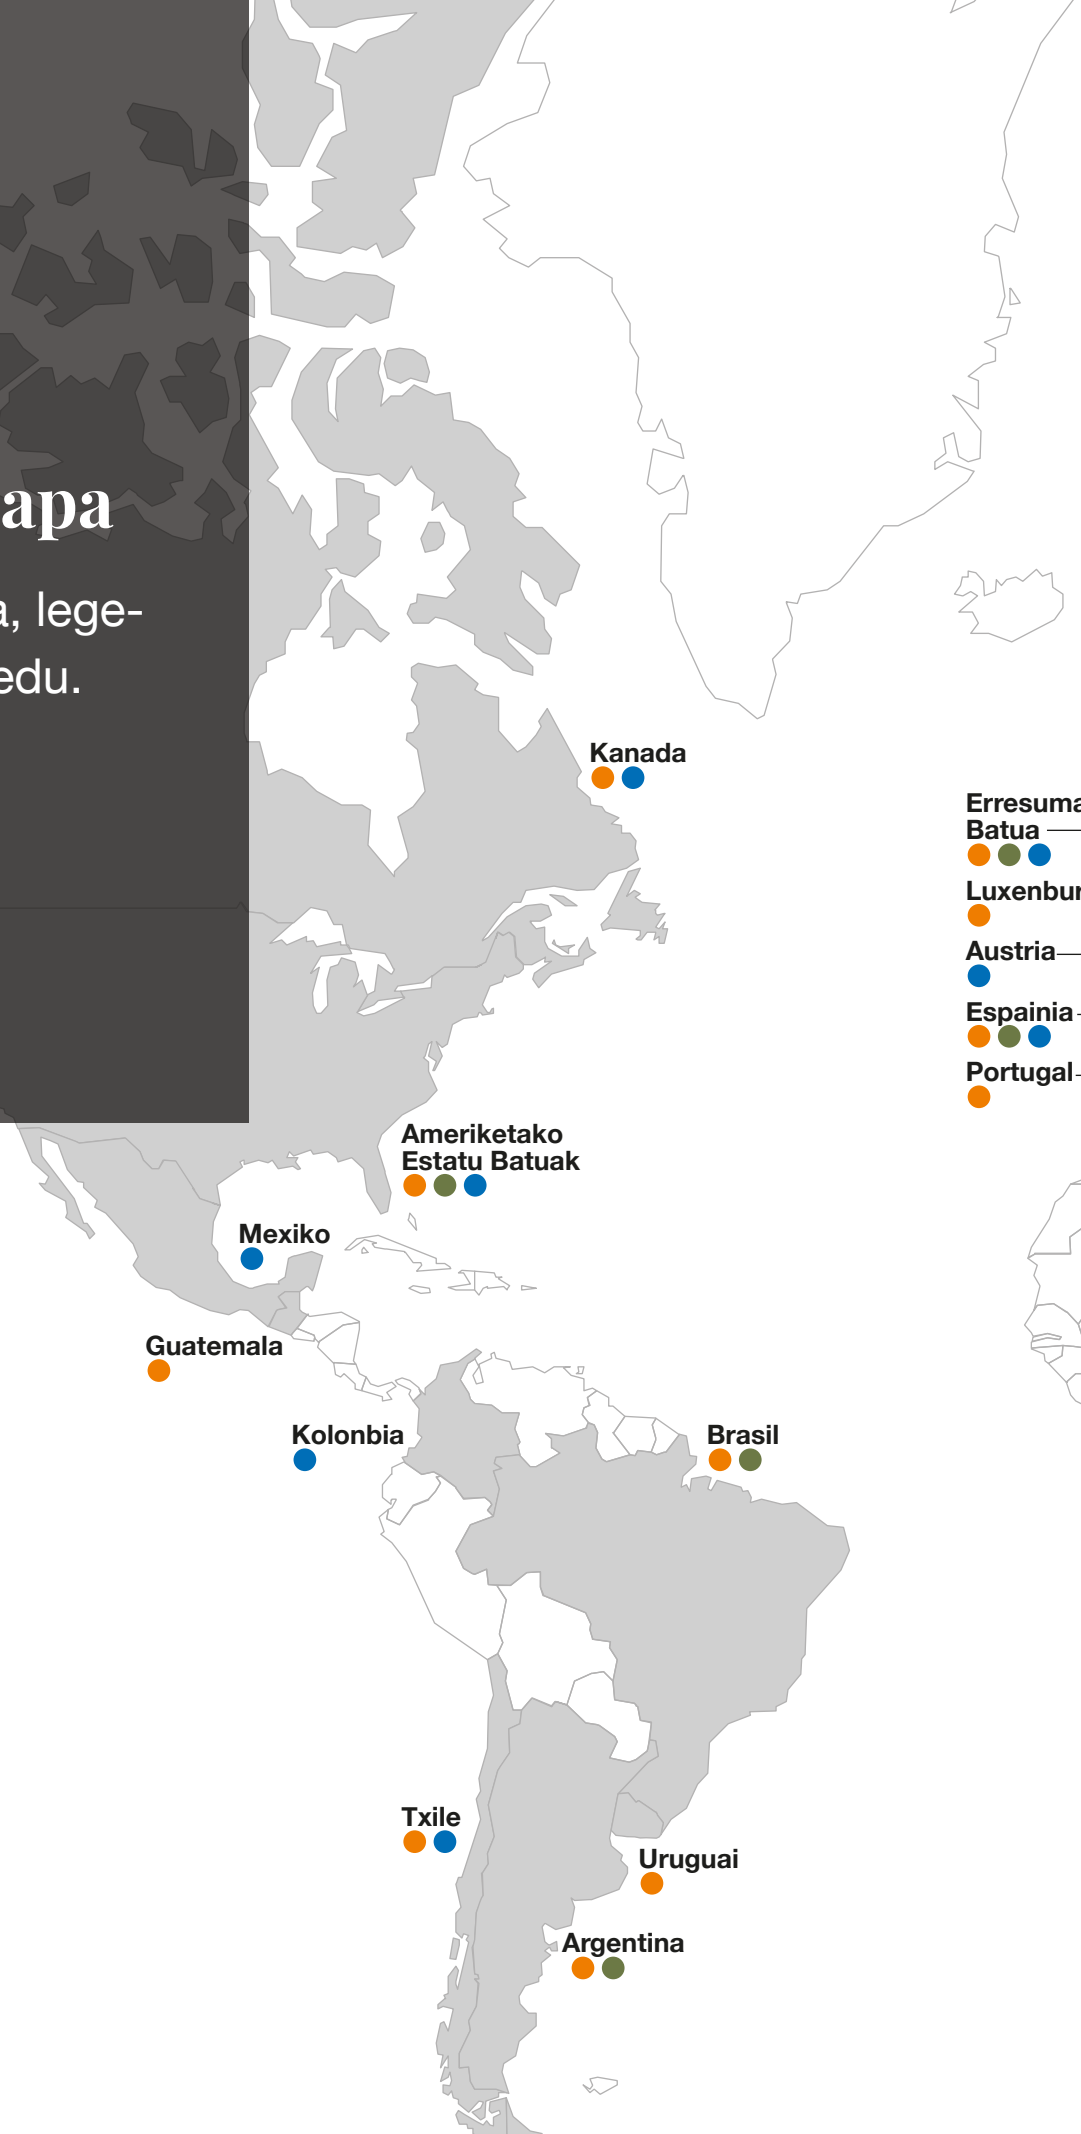 apa
a, lege-
edu.
Kanada
Erresuma
Batua
Luxenbur
Austria
Espainia
Portugal
Ameriketako
Estatu Batuak
Mexiko
Guatemala
Kolonbia
Brasil
Txile
Uruguai
Argentina